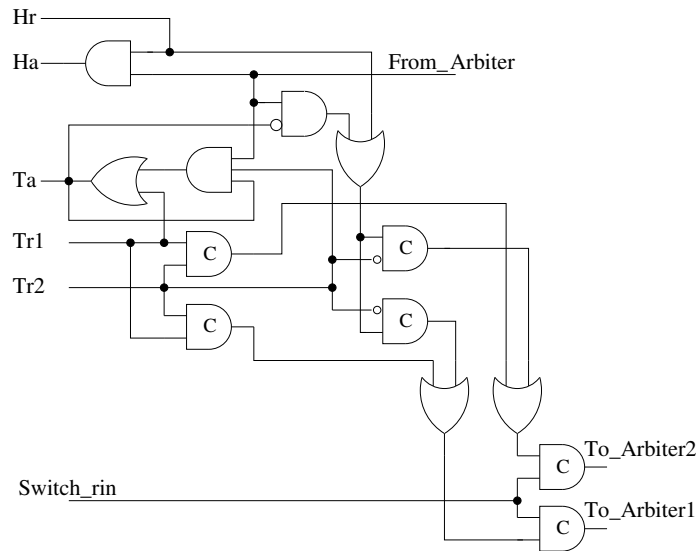 Hr
Ha
From_Arbiter
Ta
Tr1
C
C
Tr2
C
C
To_Arbiter2
C
Switch_rin
To_Arbiter1
C